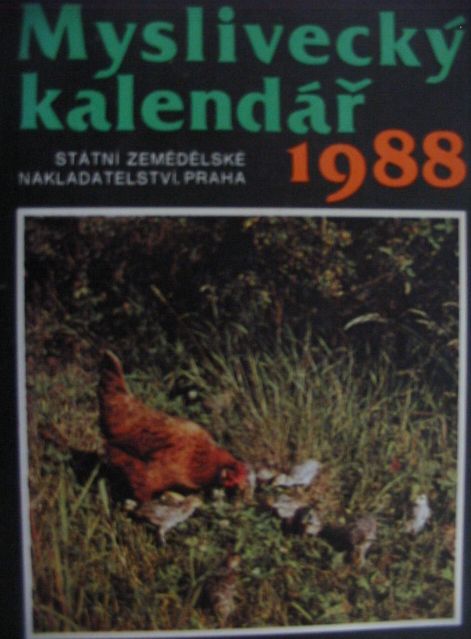 Myslivecký
kalendář
STÁTNÍ ZEMĚDĚLSKÉ
NAKLADATELSTVÍ, PRAHA
1988